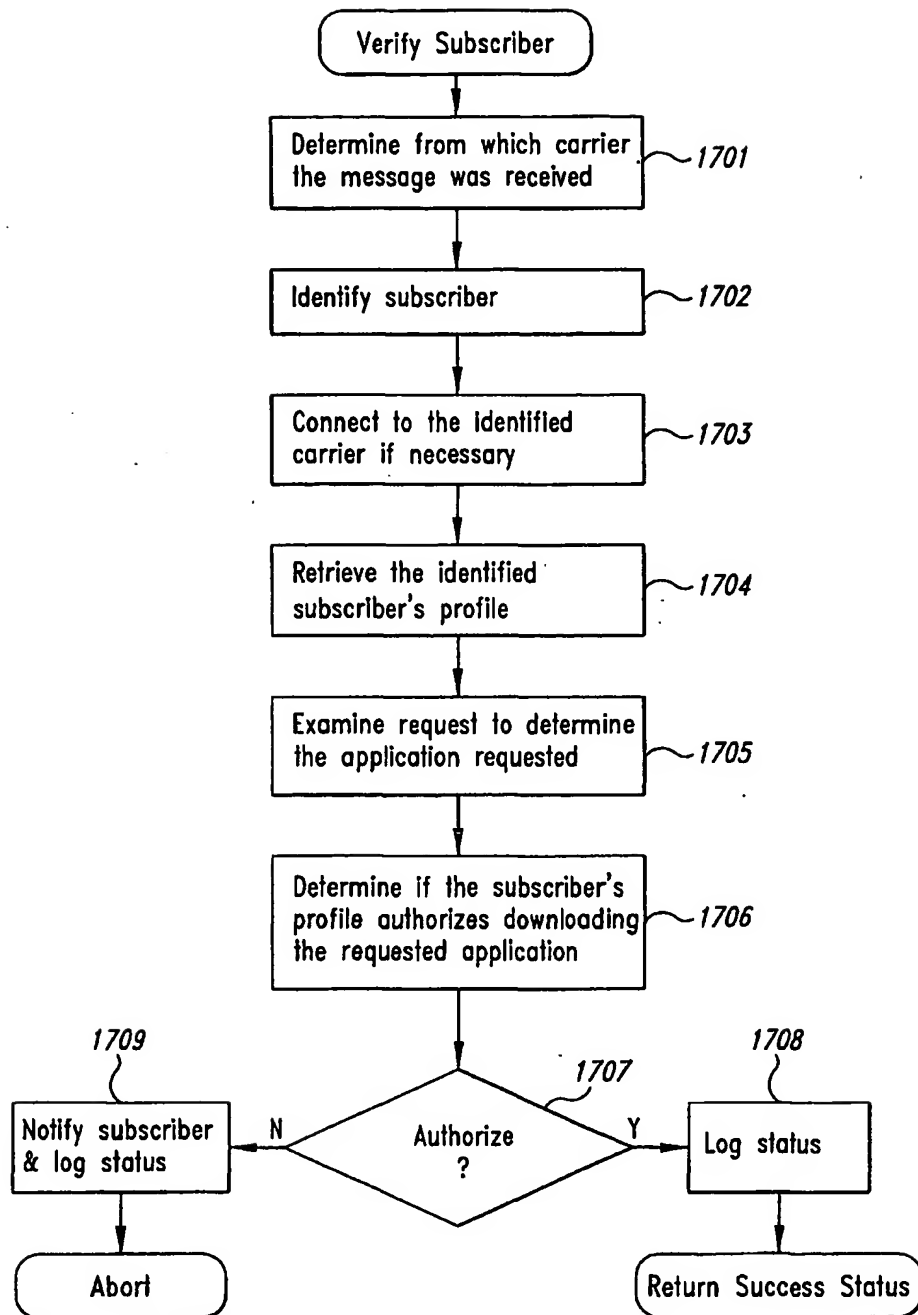 Verify Subscriber
Determine from which carrier
the message was received
1701
Identify subscriber
1702
Connect to the identified
carrier if necessary
1703
Retrieve the identified
subscriber's profile
1704
Examine request to determine
the application requested
1705
Determine if the subscriber's
profile authorizes downloading
the requested application
1706
1709
1707
1708
Notify subscriber
& log status
N
Authorize
?
Y
Log status
Abort
Return Success Status